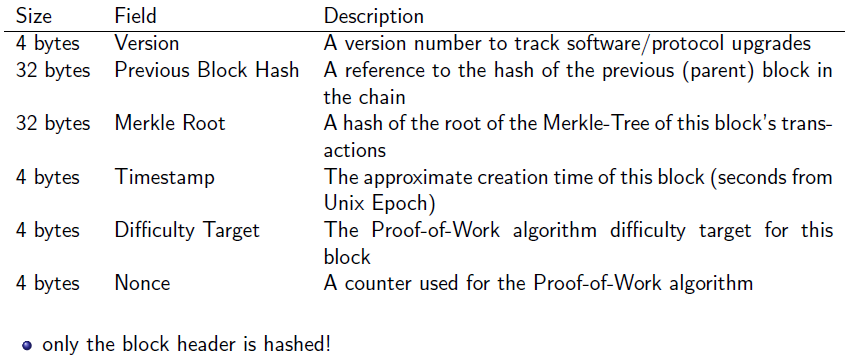 Size Field Description
4 bytes Version A version number to track software/protocol upgrades
32 bytes Previous Block Hash A reference to the hash of the previous (parent) block in
the chain
32 bytes Merkle Root A hash of the root of the Merkle-Tree of this block's trans-
actions
4 bytes Timestamp The approximate creation time of this block (seconds from
Unix Epoch)
4 bytes Difficulty Target The Proof-of-Work algorithm difficulty target for this
block
4 bytes Nonce A counter used for the Proof-of-Work algorithm
only the block header is hashed!